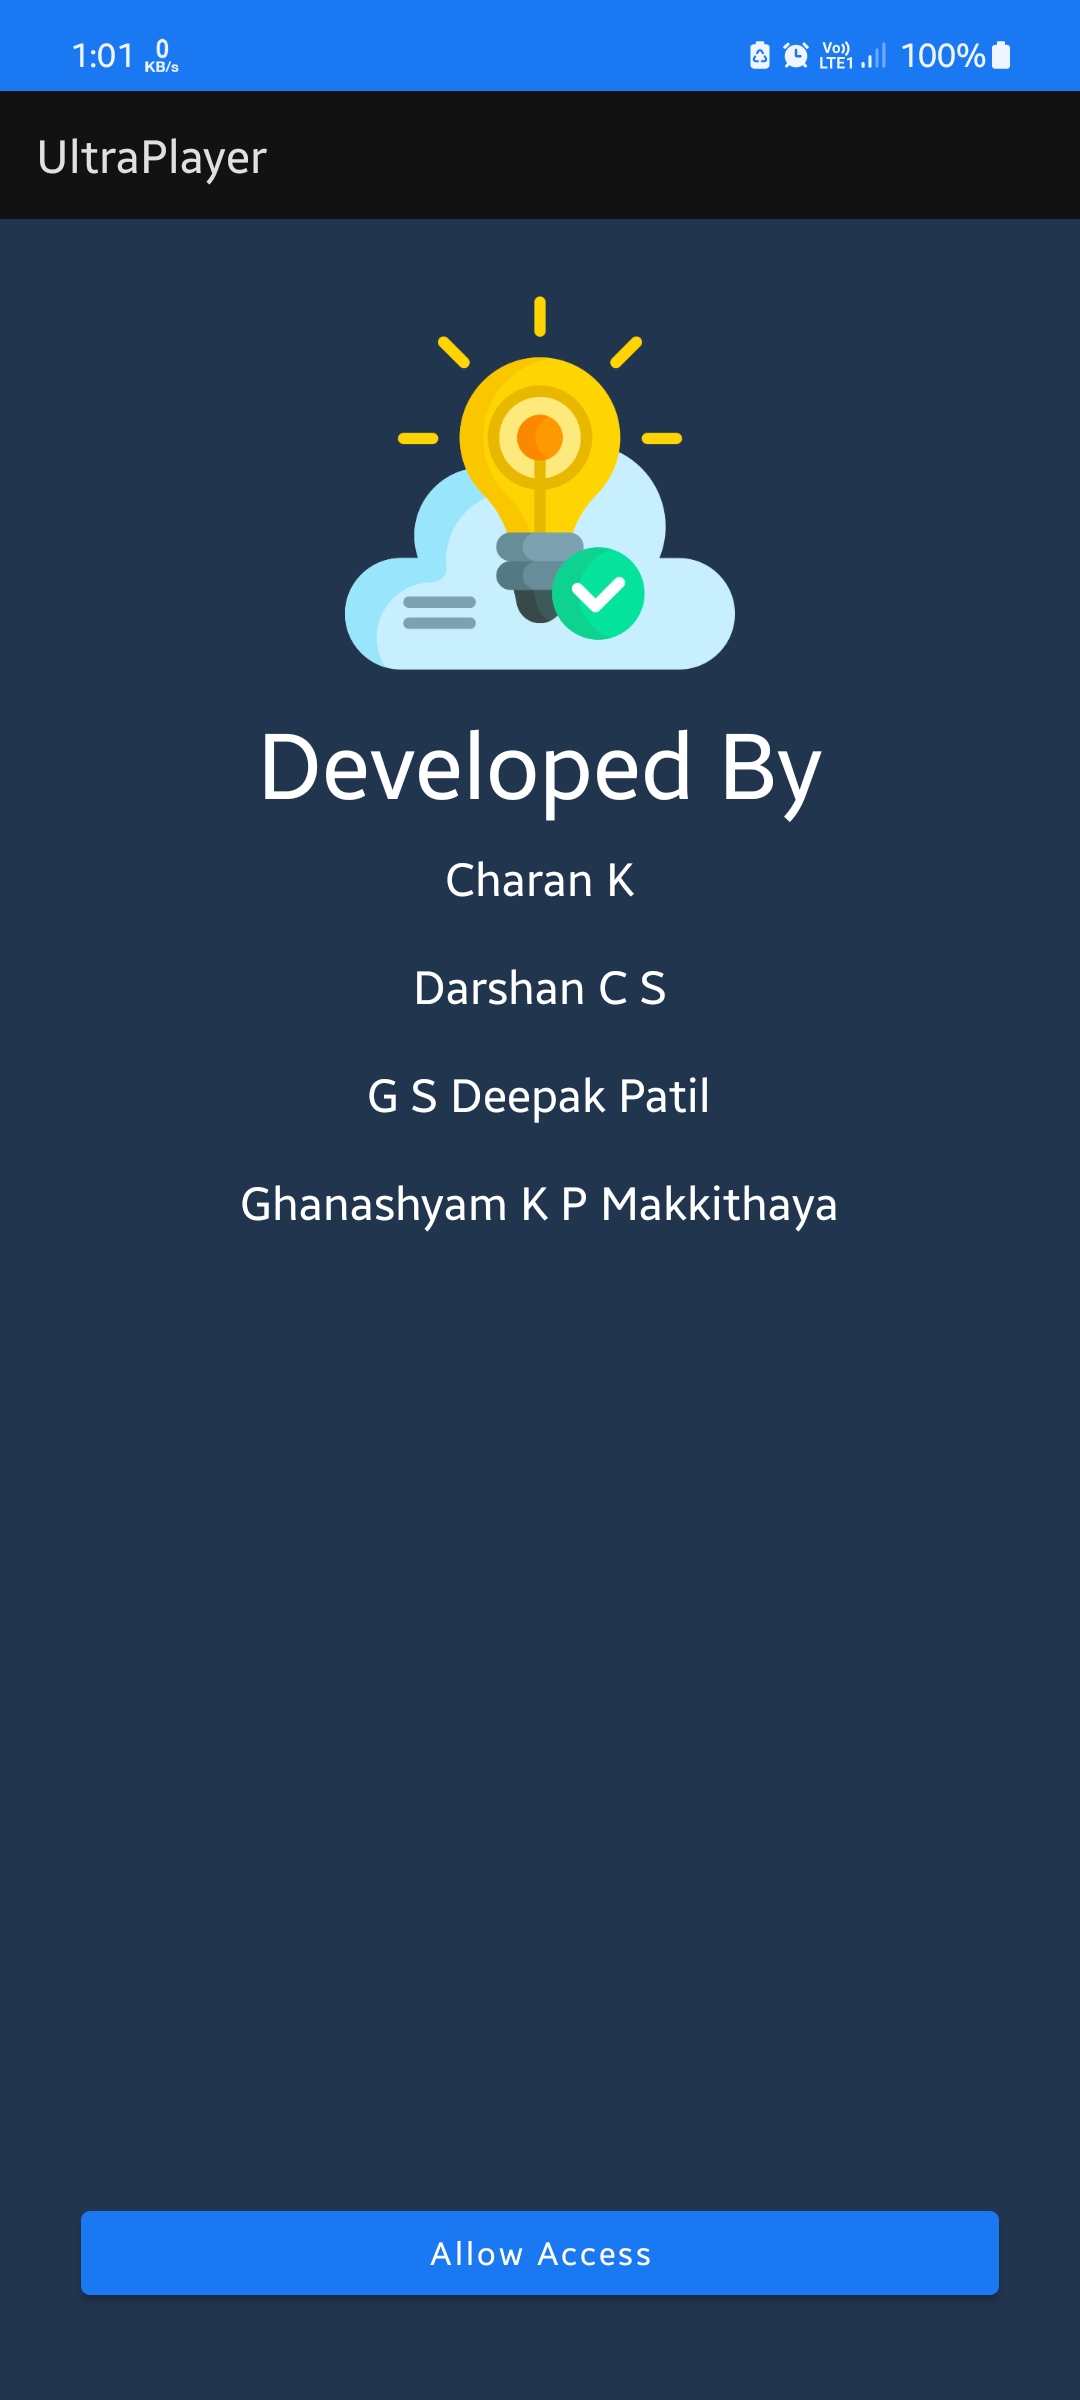 1:01 0 KB/s Vo)) LTE1 100%
UltraPlayer
Developed By
Charan K
Darshan C S
G S Deepak Patil
Ghanashyam K P Makkithaya
Allow Access